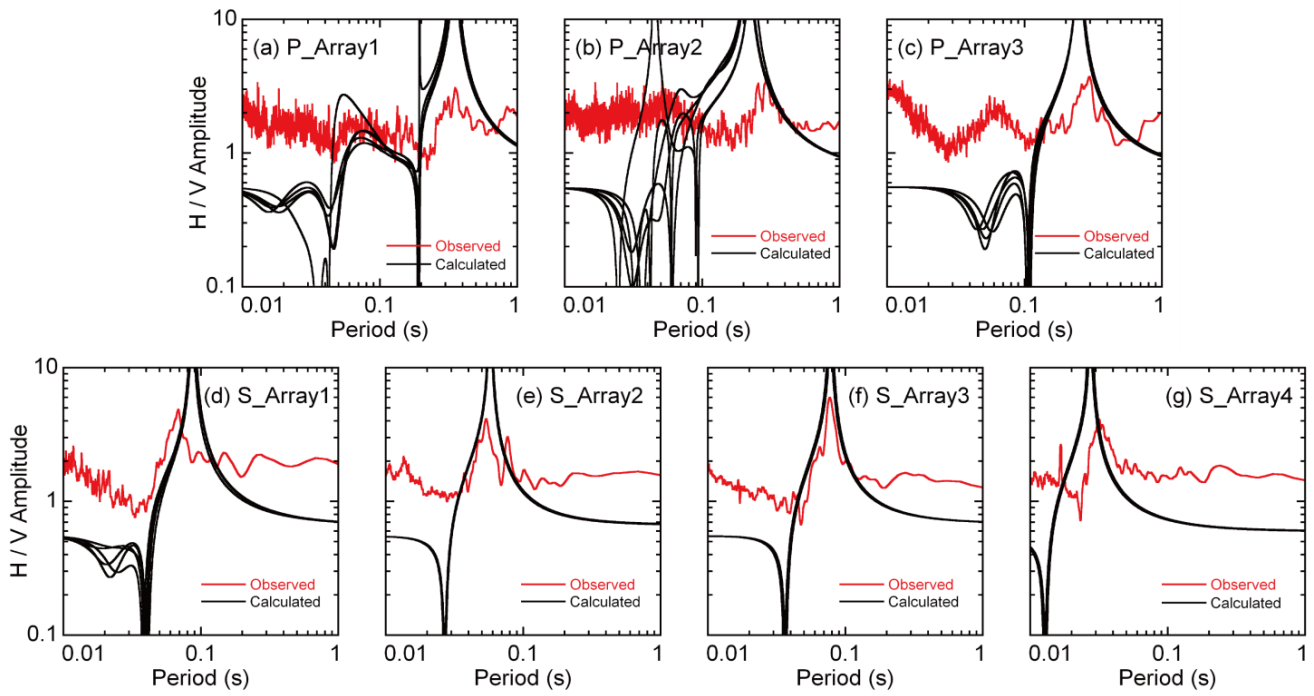 (a) P_Array1
(b) P_Array2
(c) P_Array3
10
1
0.1
H / V Amplitude
Observed
Calculated
Observed
Calculated
Observed
Calculated
0.01 0.1 1
0.01 0.1 1
0.01 0.1 1
Period (s)
Period (s)
Period (s)
(d) S_Array1
(e) S_Array2
(f) S_Array3
(g) S_Array4
10
1
0.1
H / V Amplitude
Observed
Calculated
Observed
Calculated
Observed
Calculated
Observed
Calculated
0.01 0.1 1
0.01 0.1 1
0.01 0.1 1
0.01 0.1 1
Period (s)
Period (s)
Period (s)
Period (s)